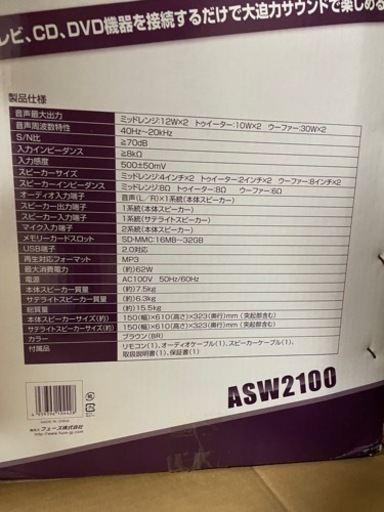 レビ、CD、DVD機器を接続するだけで大迫力サウンドで楽しめる
製品仕様
音声最大出力 ミッドレンジ:12W×2 トゥイーター:10W×2 ウーファー:30W×2
音声周波数特性 40Hz~20kHz
S/N比 ≧70dB
入力インピーダンス ≧8kΩ
入力感度 500±50mV
スピーカーサイズ ミッドレンジ:4インチ×2 トゥイーター:2インチ×2 ウーファー:8インチ×2
スピーカーインピーダンス ミッドレンジ:8Ω トゥイーター:8Ω ウーファー:6Ω
オーディオ入力端子 音声(L/R)×1系統(本体スピーカー)
スピーカー出力端子 1系統(本体スピーカー)
スピーカー入力端子 1系統(サテライトスピーカー)
マイク入力端子 2系統(本体スピーカー)
メモリーカードスロット SD・MMC:16MB~32GB
USB端子 2.0対応
再生対応フォーマット MP3
最大消費電力 (約)62W
電源 AC100V 50Hz/60Hz
本体スピーカー質量 (約)7.5kg
サテライトスピーカー質量 (約)6.3kg
総質量 (約)15.5kg
本体スピーカーサイズ(約) 150(幅)×610(高さ)×323(奥行)mm (突起部含む)
サテライトスピーカーサイズ(約) 150(幅)×610(高さ)×323(奥行)mm (突起部含む)
カラー ブラウン(BR)
付属品 リモコン(1)、オーディオケーブル(1)、スピーカーケーブル(1)、
取扱説明書(1)、保証書(1)
MADE IN CHINA
発売元 フューズ株式会社
ASW2100